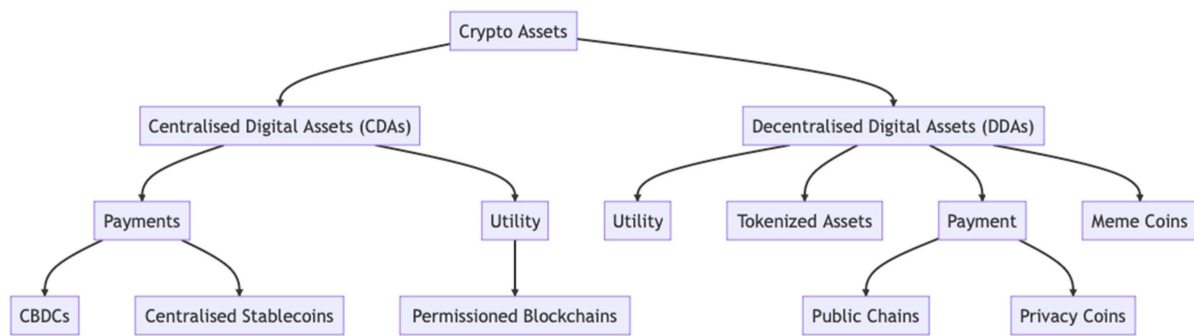 Crypto Assets
Centralised Digital Assets (CDAs)
Decentralised Digital Assets (DDAs)
Payments
Utility
Utility
Tokenized Assets
Payment
Meme Coins
CBDCs
Centralised Stablecoins
Permissioned Blockchains
Public Chains
Privacy Coins